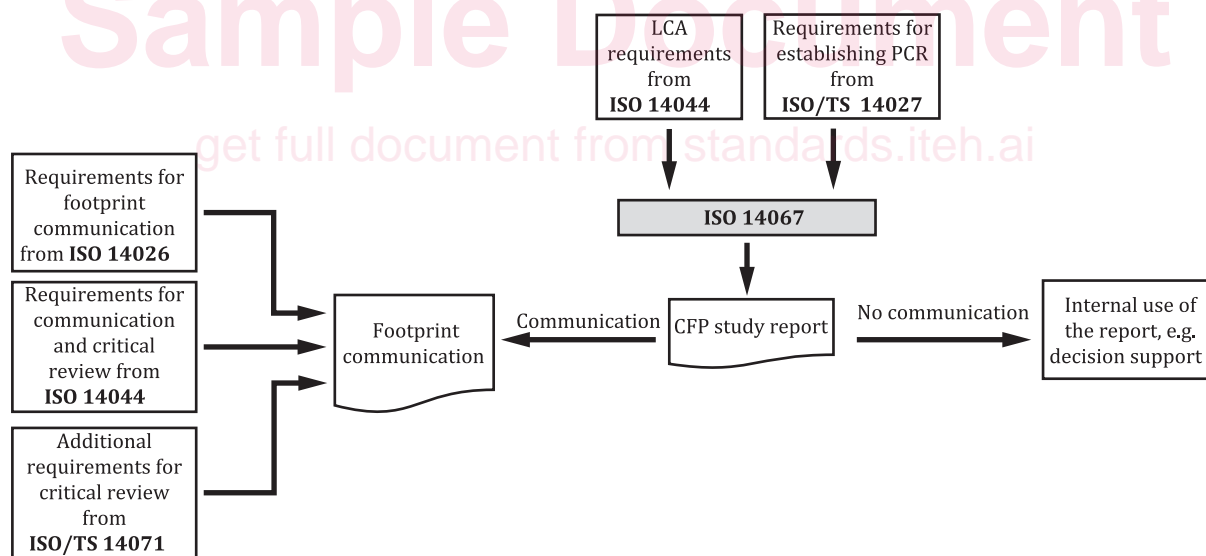 Sample Document
get full document from standards.iteh.ai
LCA
requirements
from
ISO 14044
Requirements for
establishing PCR
from
ISO/TS 14027
ISO 14067
Requirements for
footprint
communication
from ISO 14026
Requirements for
communication
and critical
review from
ISO 14044
Additional
requirements for
critical review
from
ISO/TS 14071
Footprint
communication
Communication
CFP study report
No communication
Internal use of
the report, e.g.
decision support